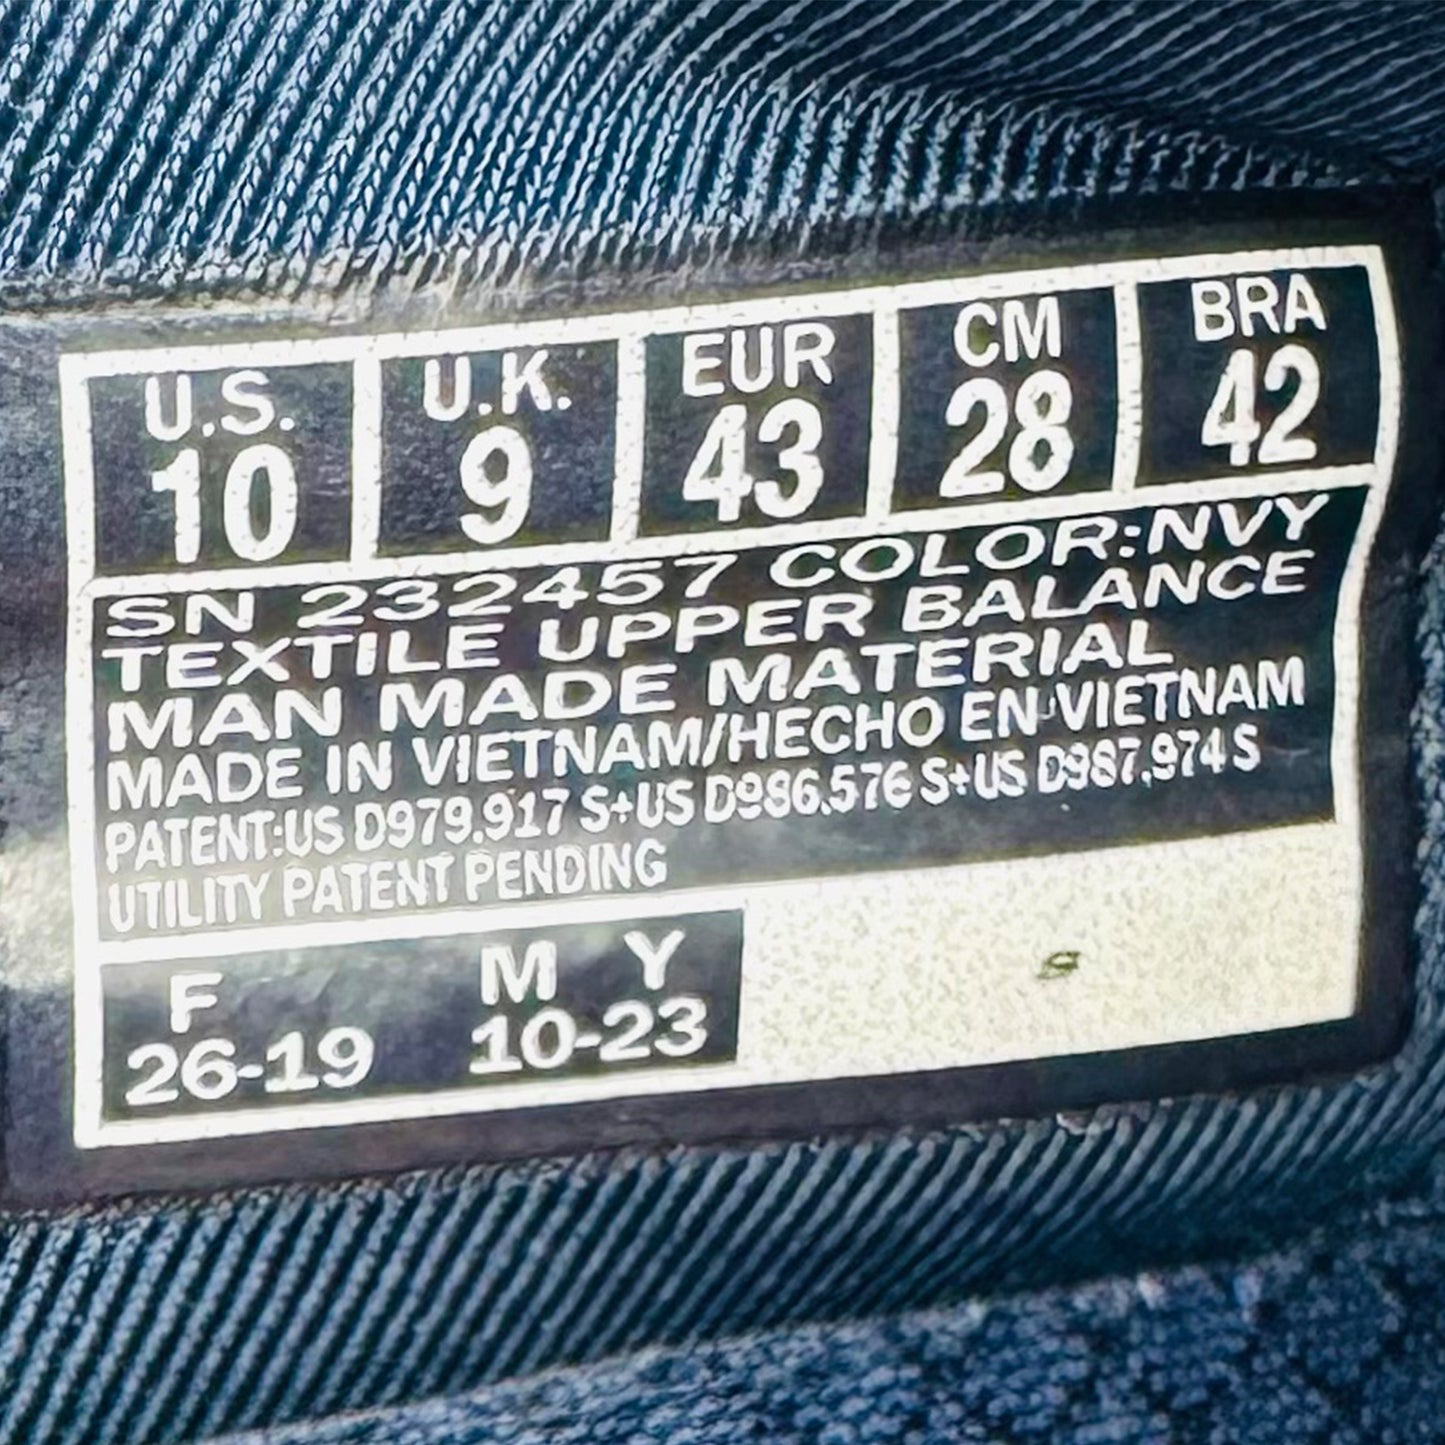 U.S. U.K. EUR CM BRA
10 9 43 28 42
SN 232457 COLOR:NVY
TEXTILE UPPER BALANCE
MAN MADE MATERIAL
MADE IN VIETNAM/HECHO EN VIETNAM
PATENT:US D979,917 S+US D986,576 S+US D987,974 S
UTILITY PATENT PENDING
F M Y
26-19 10-23